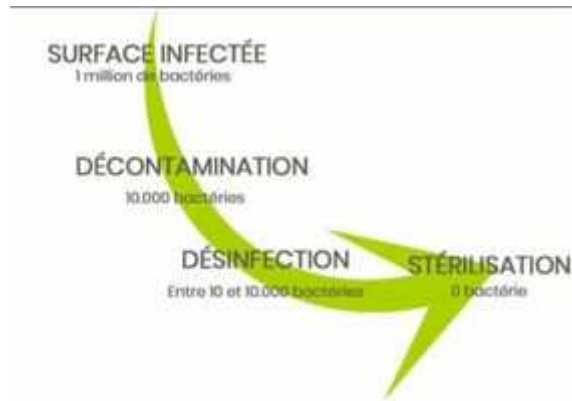 SURFACE INFECTÉE
1 million de bactéries
DÉCONTAMINATION
10.000 bactéries
DÉSINFECTION
Entre 10 et 10.000 bactéries
STÉRILISATION
0 bactérie